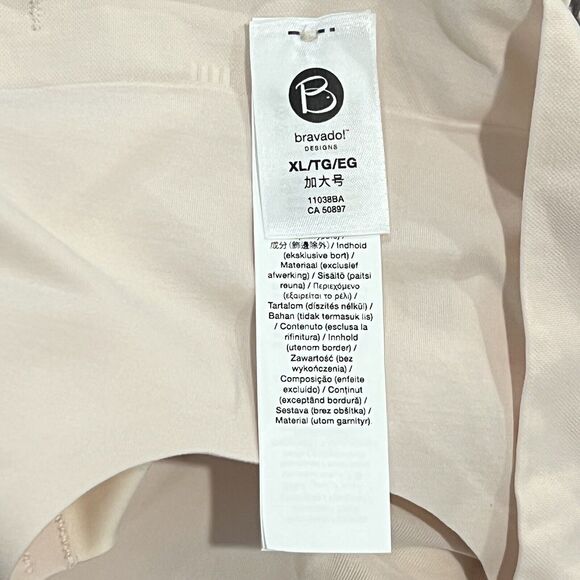 B
bravado!™
DESIGNS
XL/TG/EG
加大号
11038BA
CA 50897
成分 (飾邊除外) / Indhold
(eksklusive bort) /
Materiaal (exclusief
afwerking) / Sisältö (paitsi
reuna) / Περιεχόμενο
(εξαιρείται το ρέλι) /
Tartalom (díszítés nélkül) /
Bahan (tidak termasuk lis)
/ Contenuto (esclusa la
rifinitura) / Innhold
(utenom border) /
Zawartość (bez
wykończenia) /
Composição (enfeite
excluído) / Conținut
(exceptând bordură) /
Sestava (brez obšitka) /
Material (utom garnityr).